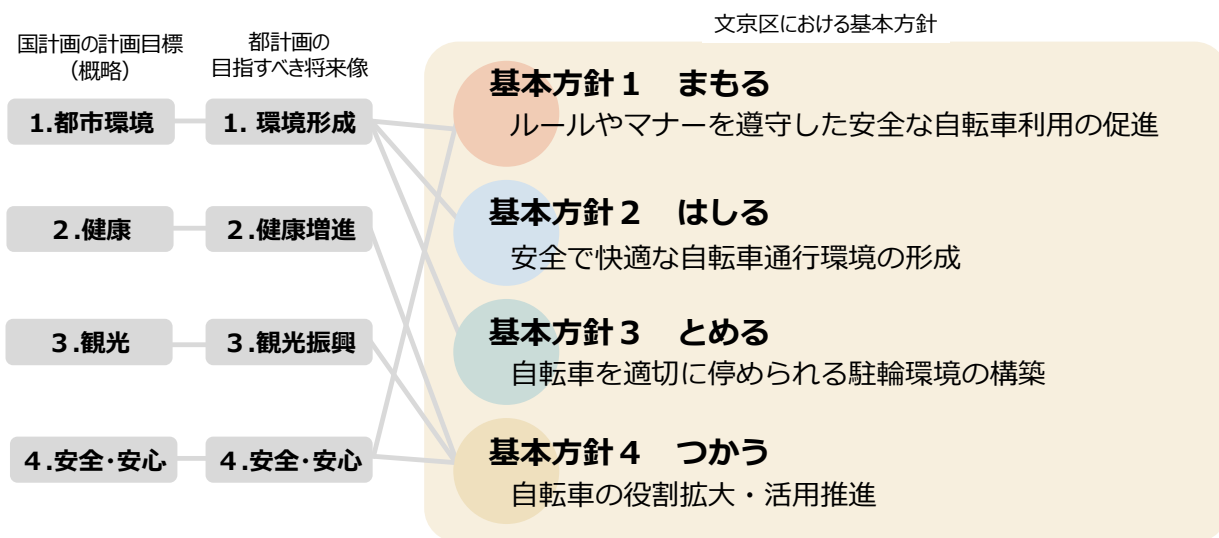 文京区における基本方針
国計画の計画目標
（概略）
都計画の
目指すべき将来像
1.都市環境
1. 環境形成
２.健康
２.健康増進
３.観光
３.観光振興
４.安全・安心
４.安全・安心
基本方針１　まもる
ルールやマナーを遵守した安全な自転車利用の促進
基本方針２　はしる
安全で快適な自転車通行環境の形成
基本方針３　とめる
自転車を適切に停められる駐輪環境の構築
基本方針４　つかう
自転車の役割拡大・活用推進